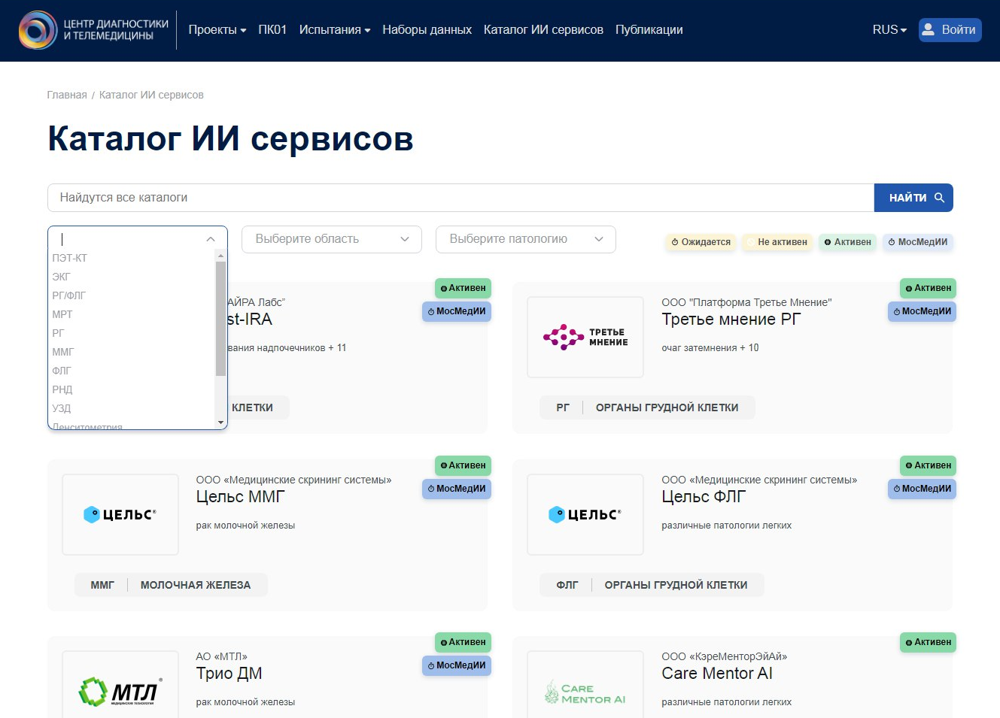 ЦЕНТР ДИАГНОСТИКИ
И ТЕЛЕМЕДИЦИНЫ
Проекты ПК01 Испытания Наборы данных Каталог ИИ сервисов Публикации RUS Войти
Главная / Каталог ИИ сервисов
Каталог ИИ сервисов
Найдутся все каталоги НАЙТИ
Выберите область Выберите патологию Ожидается Не активен Активен МосМедИИ
ПЭТ-КТ
ЭКГ
РГ/ФЛГ
МРТ
РГ
ММГ
ФЛГ
РНД
УЗД
Денситометрия
Активен
МосМедИИ
АЙРА Лабс”
st-IRA
вания надпочечников + 11
КЛЕТКИ
Активен
МосМедИИ
ООО "Платформа Третье Мнение"
Третье мнение РГ
ТРЕТЬЕ
МНЕНИЕ
очаг затемнения + 10
РГ ОРГАНЫ ГРУДНОЙ КЛЕТКИ
Активен
МосМедИИ
ООО «Медицинские скрининг системы»
Цельс ММГ
ЦЕЛЬС®
рак молочной железы
ММГ МОЛОЧНАЯ ЖЕЛЕЗА
Активен
МосМедИИ
ООО «Медицинские скрининг системы»
Цельс ФЛГ
ЦЕЛЬС®
различные патологии легких
ФЛГ ОРГАНЫ ГРУДНОЙ КЛЕТКИ
Активен
МосМедИИ
АО «МТЛ»
Трио ДМ
МТЛ®
МЕДИЦИНСКИЕ ТЕХНОЛОГИИ
рак молочной железы
Активен
ООО «КэреМенторЭйАй»
Care Mentor AI
CARE
MENTOR AI
различные патологии легких